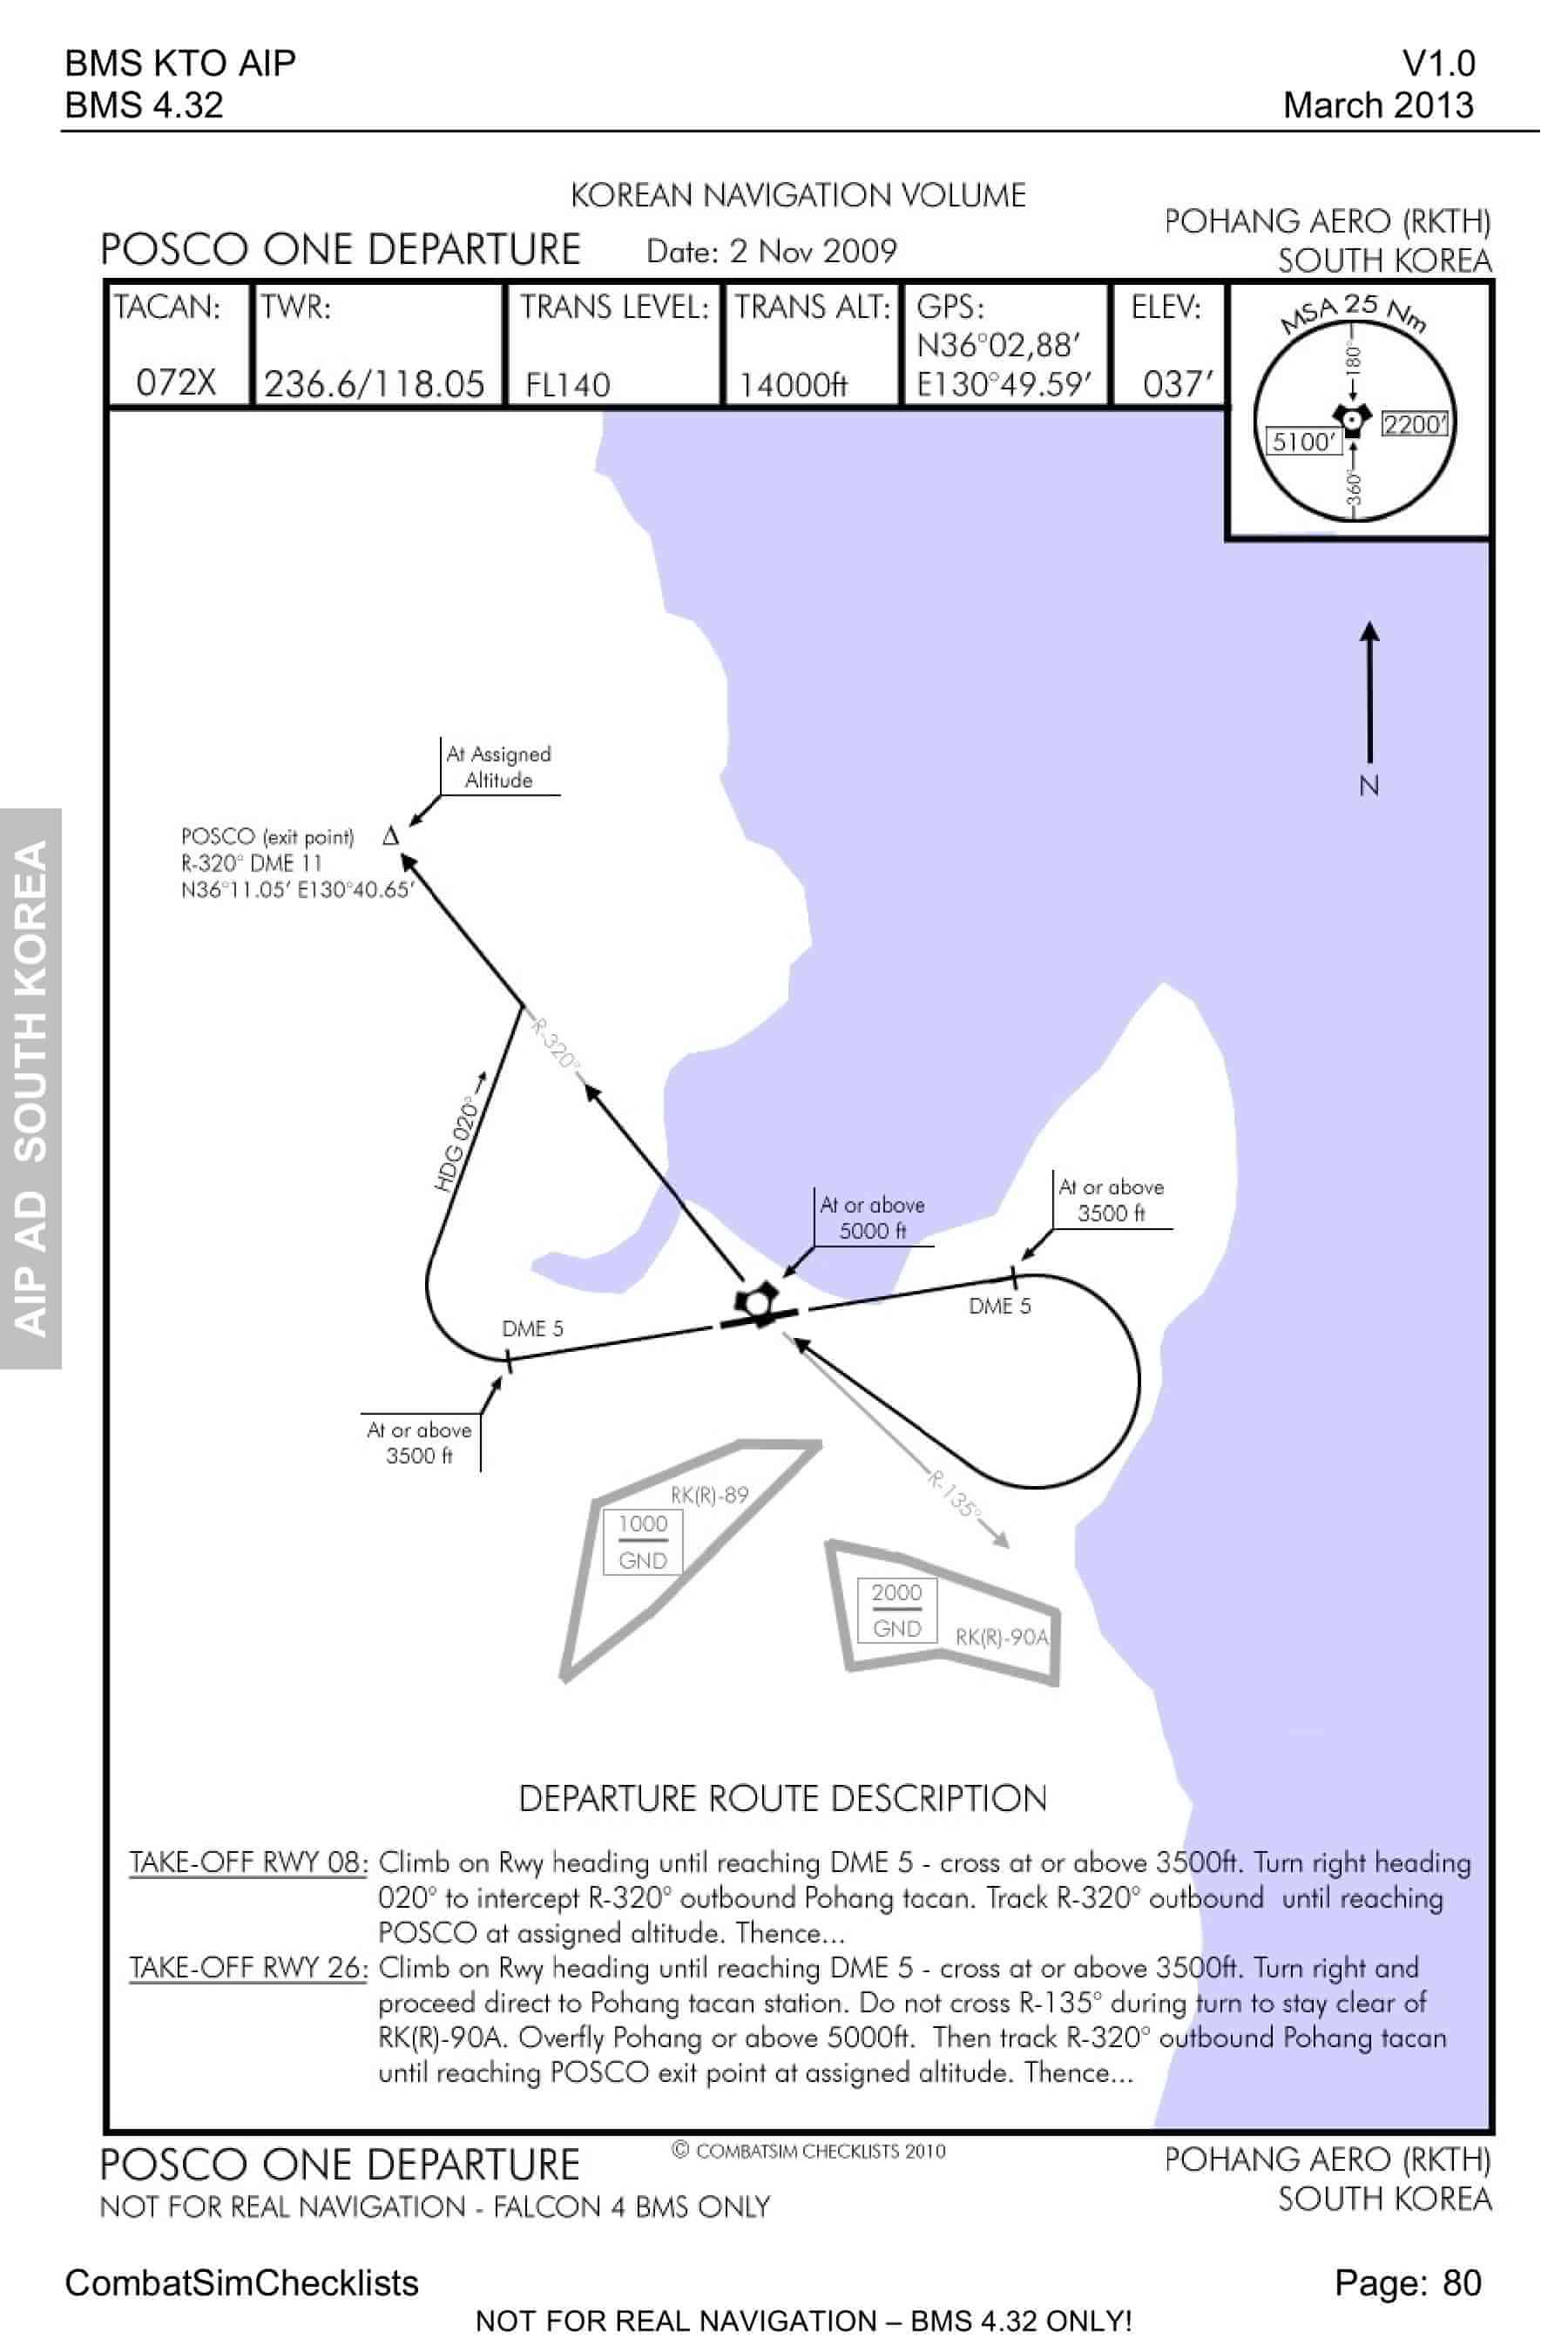 BMS KTO AIP
V1.0
BMS 4.32
March 2013
KOREAN NAVIGATION VOLUME
POSCO ONE DEPARTURE
Date: 2 Nov 2009
POHANG AERO (RKTH)
SOUTH KOREA
TACAN:
072X
TWR:
236.6/118.05
TRANS LEVEL:
FL140
TRANS ALT:
14000ft
GPS:
N36°02,88′
E130°49.59′
ELEV:
037′
MSA 25 Nm
180°
5100′
2200′
360°
N
At Assigned
Altitude
POSCO (exit point) Δ
R-320° DME 11
N36°11.05′ E130°40.65′
R-320°
HDG 020°
At or above
5000 ft
At or above
3500 ft
DME 5
DME 5
At or above
3500 ft
R-135°
RK(R)-89
1000
GND
2000
GND
RK(R)-90A
AIP AD SOUTH KOREA
DEPARTURE ROUTE DESCRIPTION
TAKE-OFF RWY 08: Climb on Rwy heading until reaching DME 5 - cross at or above 3500ft. Turn right heading
020° to intercept R-320° outbound Pohang tacan. Track R-320° outbound until reaching
POSCO at assigned altitude. Thence...
TAKE-OFF RWY 26: Climb on Rwy heading until reaching DME 5 - cross at or above 3500ft. Turn right and
proceed direct to Pohang tacan station. Do not cross R-135° during turn to stay clear of
RK(R)-90A. Overfly Pohang or above 5000ft. Then track R-320° outbound Pohang tacan
until reaching POSCO exit point at assigned altitude. Thence...
POSCO ONE DEPARTURE
© COMBATSIM CHECKLISTS 2010
POHANG AERO (RKTH)
SOUTH KOREA
NOT FOR REAL NAVIGATION - FALCON 4 BMS ONLY
CombatSimChecklists
Page: 80
NOT FOR REAL NAVIGATION – BMS 4.32 ONLY!